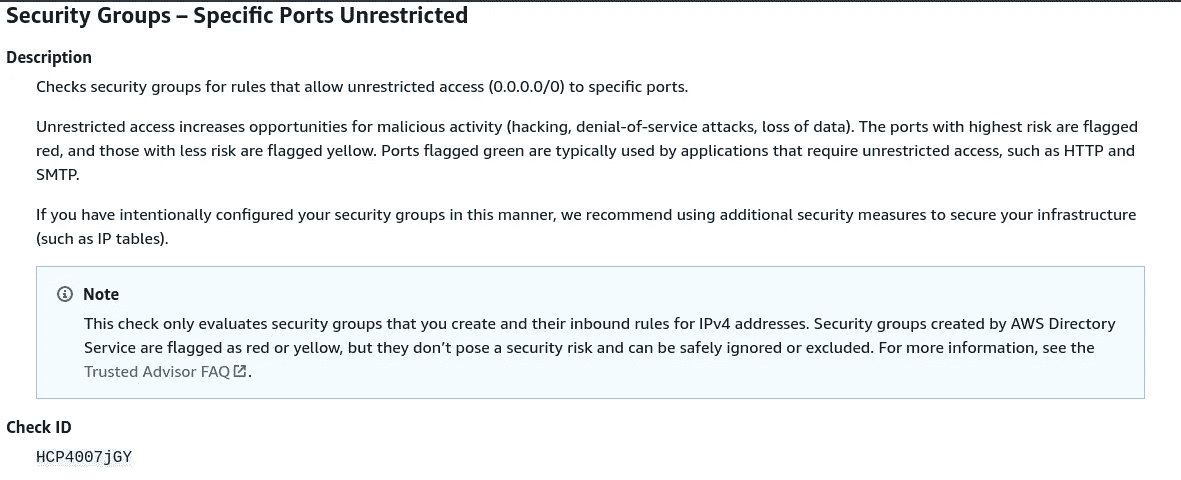 Security Groups – Specific Ports Unrestricted
Description
Checks security groups for rules that allow unrestricted access (0.0.0.0/0) to specific ports.
Unrestricted access increases opportunities for malicious activity (hacking, denial-of-service attacks, loss of data). The ports with highest risk are flagged
red, and those with less risk are flagged yellow. Ports flagged green are typically used by applications that require unrestricted access, such as HTTP and
SMTP.
If you have intentionally configured your security groups in this manner, we recommend using additional security measures to secure your infrastructure
(such as IP tables).
Note
This check only evaluates security groups that you create and their inbound rules for IPv4 addresses. Security groups created by AWS Directory
Service are flagged as red or yellow, but they don’t pose a security risk and can be safely ignored or excluded. For more information, see the
Trusted Advisor FAQ.
Check ID
HCP4007jGY